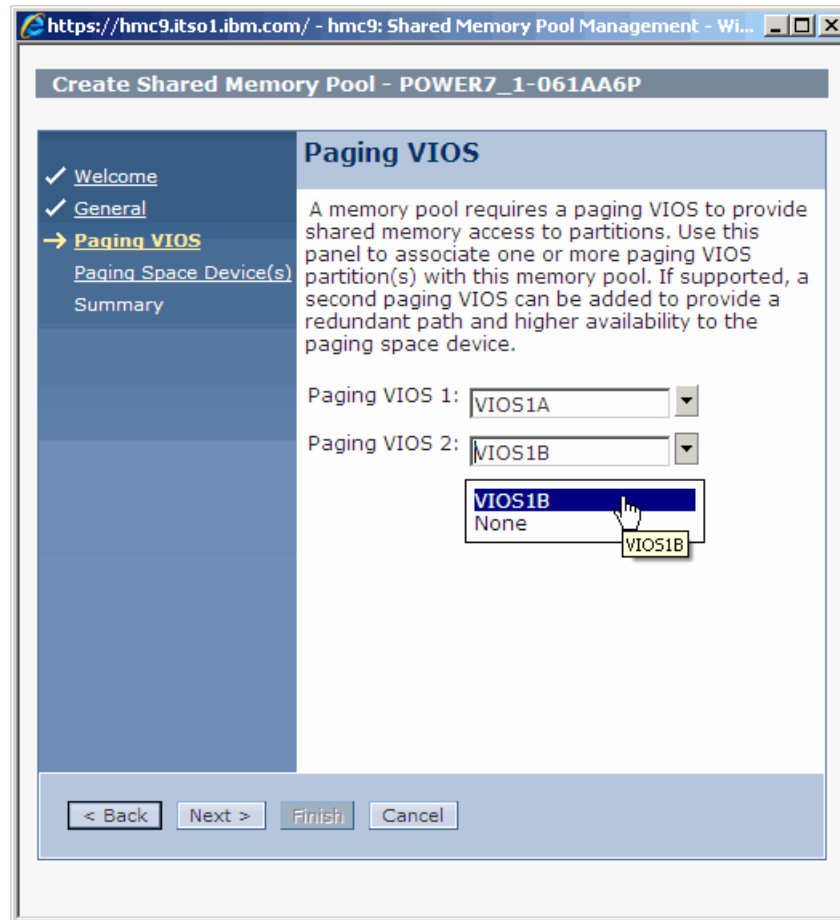 https://hmc9.itso1.ibm.com/ - hmc9: Shared Memory Pool Management - Wi...
Create Shared Memory Pool - POWER7_1-061AA6P
Welcome
General
Paging VIOS
Paging Space Device(s)
Summary
Paging VIOS
A memory pool requires a paging VIOS to provide
shared memory access to partitions. Use this
panel to associate one or more paging VIOS
partition(s) with this memory pool. If supported, a
second paging VIOS can be added to provide a
redundant path and higher availability to the
paging space device.
Paging VIOS 1: VIOS1A
Paging VIOS 2: VIOS1B
VIOS1B
None
VIOS1B
< Back Next > Finish Cancel